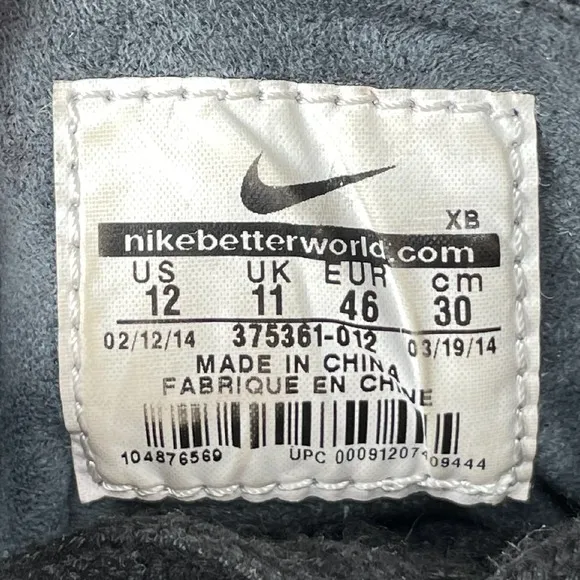 XB
nikebetterworld.com
US UK EUR cm
12 11 46 30
02/12/14 375361-012 03/19/14
MADE IN CHINA
FABRIQUE EN CHINE
104876569 UPC